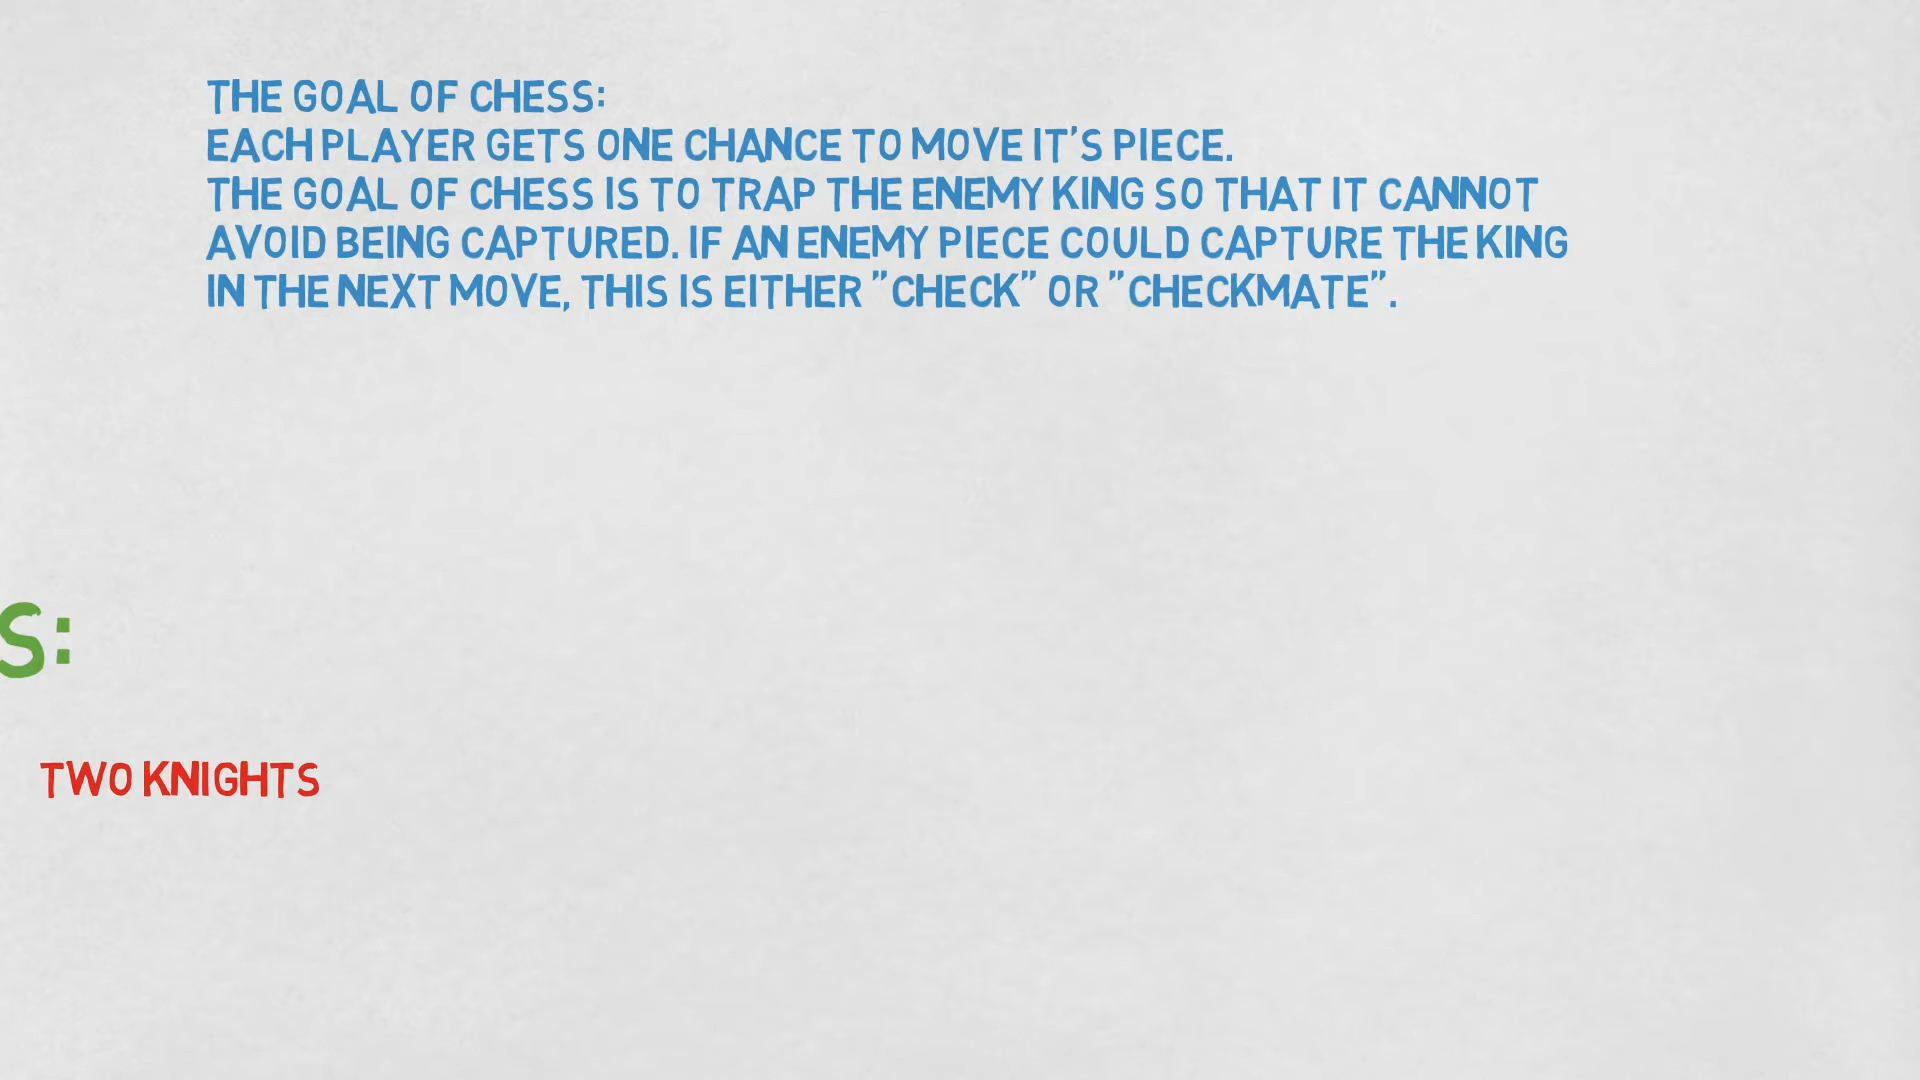 THE GOAL OF CHESS:
EACH PLAYER GETS ONE CHANCE TO MOVE IT'S PIECE.
THE GOAL OF CHESS IS TO TRAP THE ENEMY KING SO THAT IT CANNOT
AVOID BEING CAPTURED. IF AN ENEMY PIECE COULD CAPTURE THE KING
IN THE NEXT MOVE, THIS IS EITHER "CHECK" OR "CHECKMATE".
S:
TWO KNIGHTS